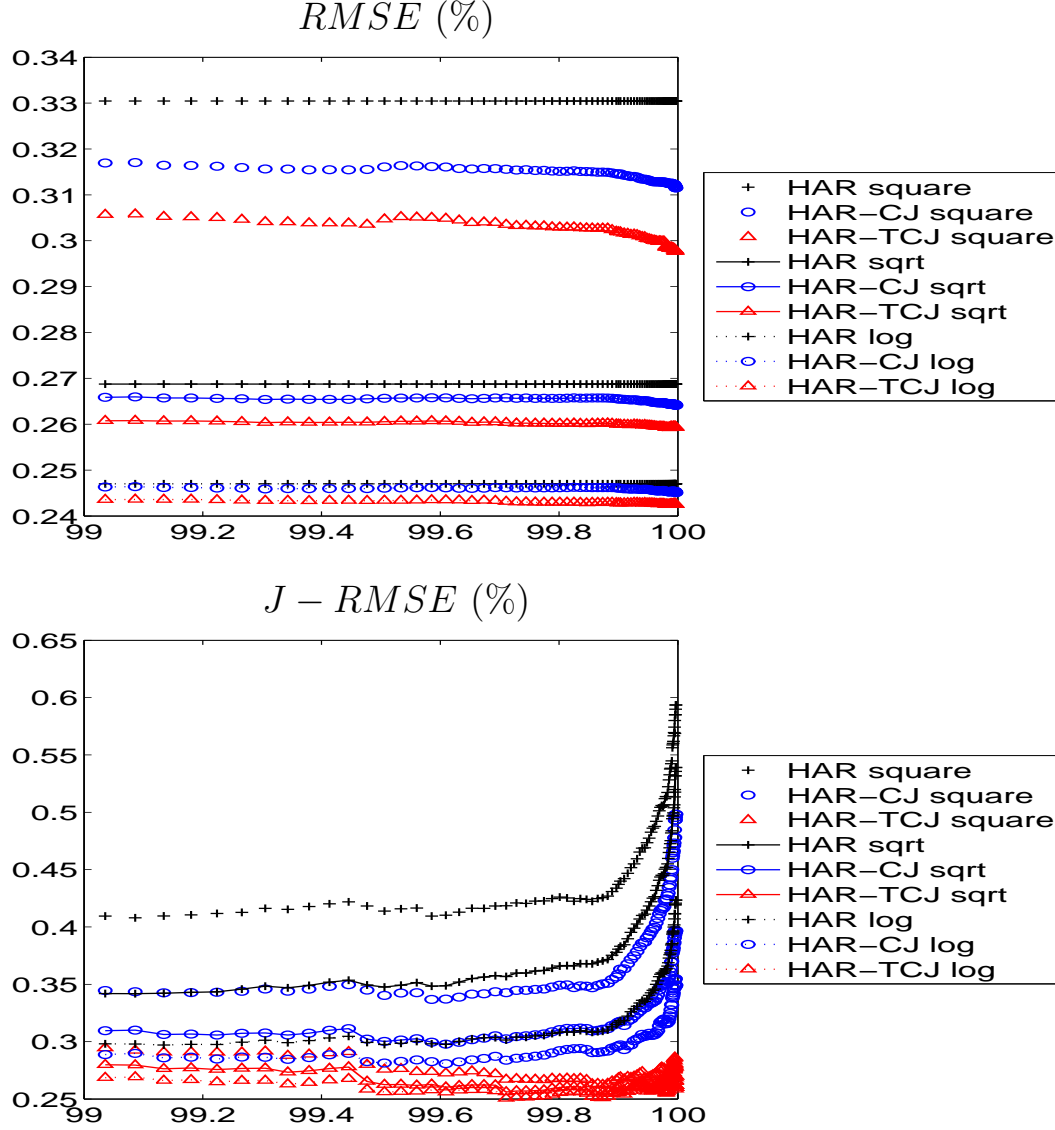 RMSE (%)
0.34
0.33
0.32
0.31
0.3
0.29
0.28
0.27
0.26
0.25
0.24
99 99.2 99.4 99.6 99.8 100
HAR square
HAR−CJ square
HAR−TCJ square
HAR sqrt
HAR−CJ sqrt
HAR−TCJ sqrt
HAR log
HAR−CJ log
HAR−TCJ log
J − RMSE (%)
0.65
0.6
0.55
0.5
0.45
0.4
0.35
0.3
0.25
99 99.2 99.4 99.6 99.8 100
HAR square
HAR−CJ square
HAR−TCJ square
HAR sqrt
HAR−CJ sqrt
HAR−TCJ sqrt
HAR log
HAR−CJ log
HAR−TCJ log